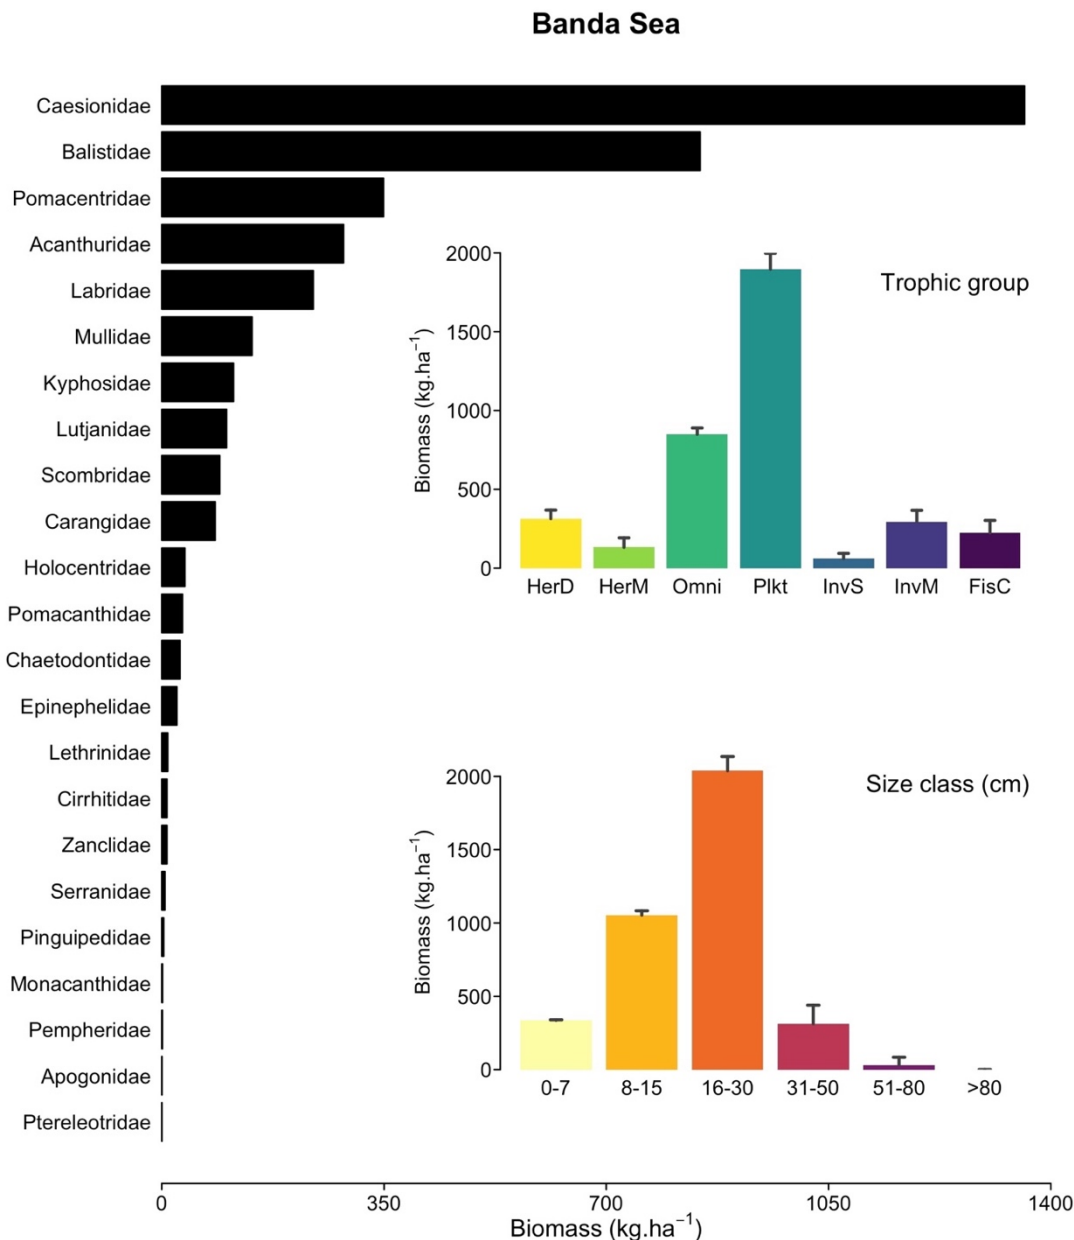 Banda Sea
Caesionidae
Balistidae
Pomacentridae
Acanthuridae
Labridae
Mullidae
Kyphosidae
Lutjanidae
Scombridae
Carangidae
Holocentridae
Pomacanthidae
Chaetodontidae
Epinephelidae
Lethrinidae
Cirrhitidae
Zanclidae
Serranidae
Pinguipedidae
Monacanthidae
Pempheridae
Apogonidae
Ptereleotridae
0 350 700 1050 1400
Biomass (kg.ha⁻¹)
Trophic group
Biomass (kg.ha⁻¹)
2000
1500
1000
500
0
HerD HerM Omni Plkt InvS InvM FisC
Size class (cm)
Biomass (kg.ha⁻¹)
2000
1500
1000
500
0
0-7 8-15 16-30 31-50 51-80 >80